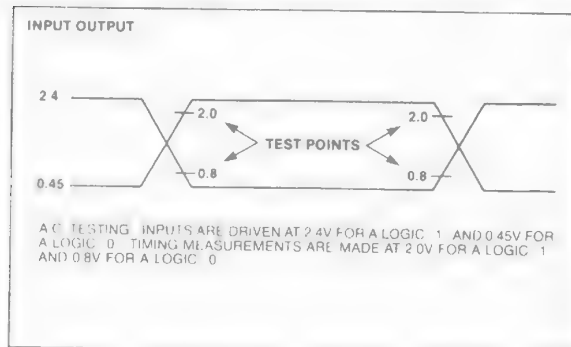 INPUT OUTPUT
2 4
2.0
2.0
TEST POINTS
0.8
0.8
0.45
A C TESTING INPUTS ARE DRIVEN AT 2.4V FOR A LOGIC 1 AND 0.45V FOR
A LOGIC 0 TIMING MEASUREMENTS ARE MADE AT 2.0V FOR A LOGIC 1
AND 0.8V FOR A LOGIC 0